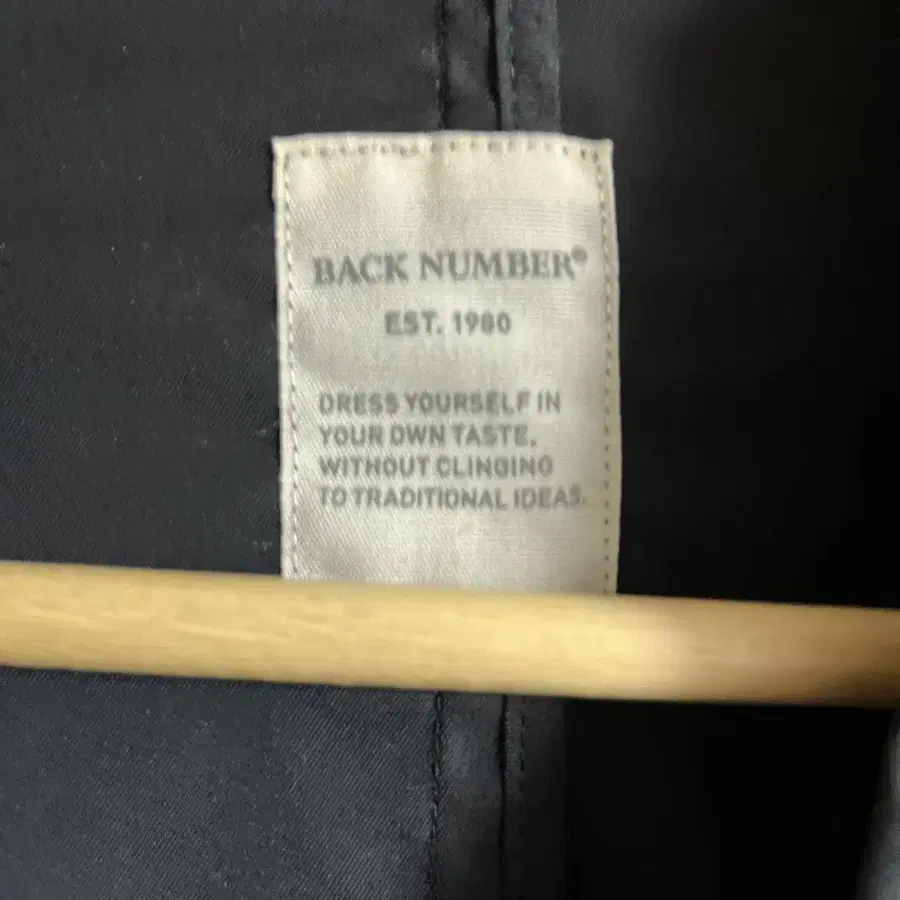 BACK NUMBER®
EST. 1980
DRESS YOURSELF IN
YOUR OWN TASTE,
WITHOUT CLINGING
TO TRADITIONAL IDEAS.